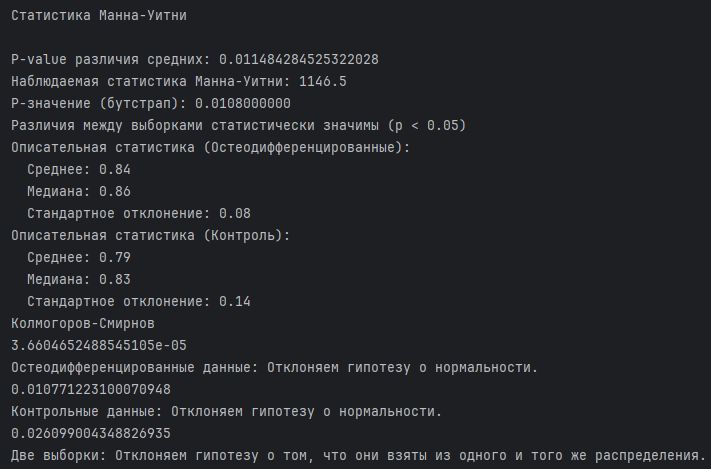 Статистика Манна-Уитни
P-value различия средних: 0.011484284525322028
Наблюдаемая статистика Манна-Уитни: 1146.5
P-значение (бутстрап): 0.0108000000
Различия между выборками статистически значимы (p < 0.05)
Описательная статистика (Остеодифференцированные):
  Среднее: 0.84
  Медиана: 0.86
  Стандартное отклонение: 0.08
Описательная статистика (Контроль):
  Среднее: 0.79
  Медиана: 0.83
  Стандартное отклонение: 0.14
Колмогоров-Смирнов
3.6604652488545105e-05
Остеодифференцированные данные: Отклоняем гипотезу о нормальности.
0.010771223100070948
Контрольные данные: Отклоняем гипотезу о нормальности.
0.026099004348826935
Две выборки: Отклоняем гипотезу о том, что они взяты из одного и того же распределения.